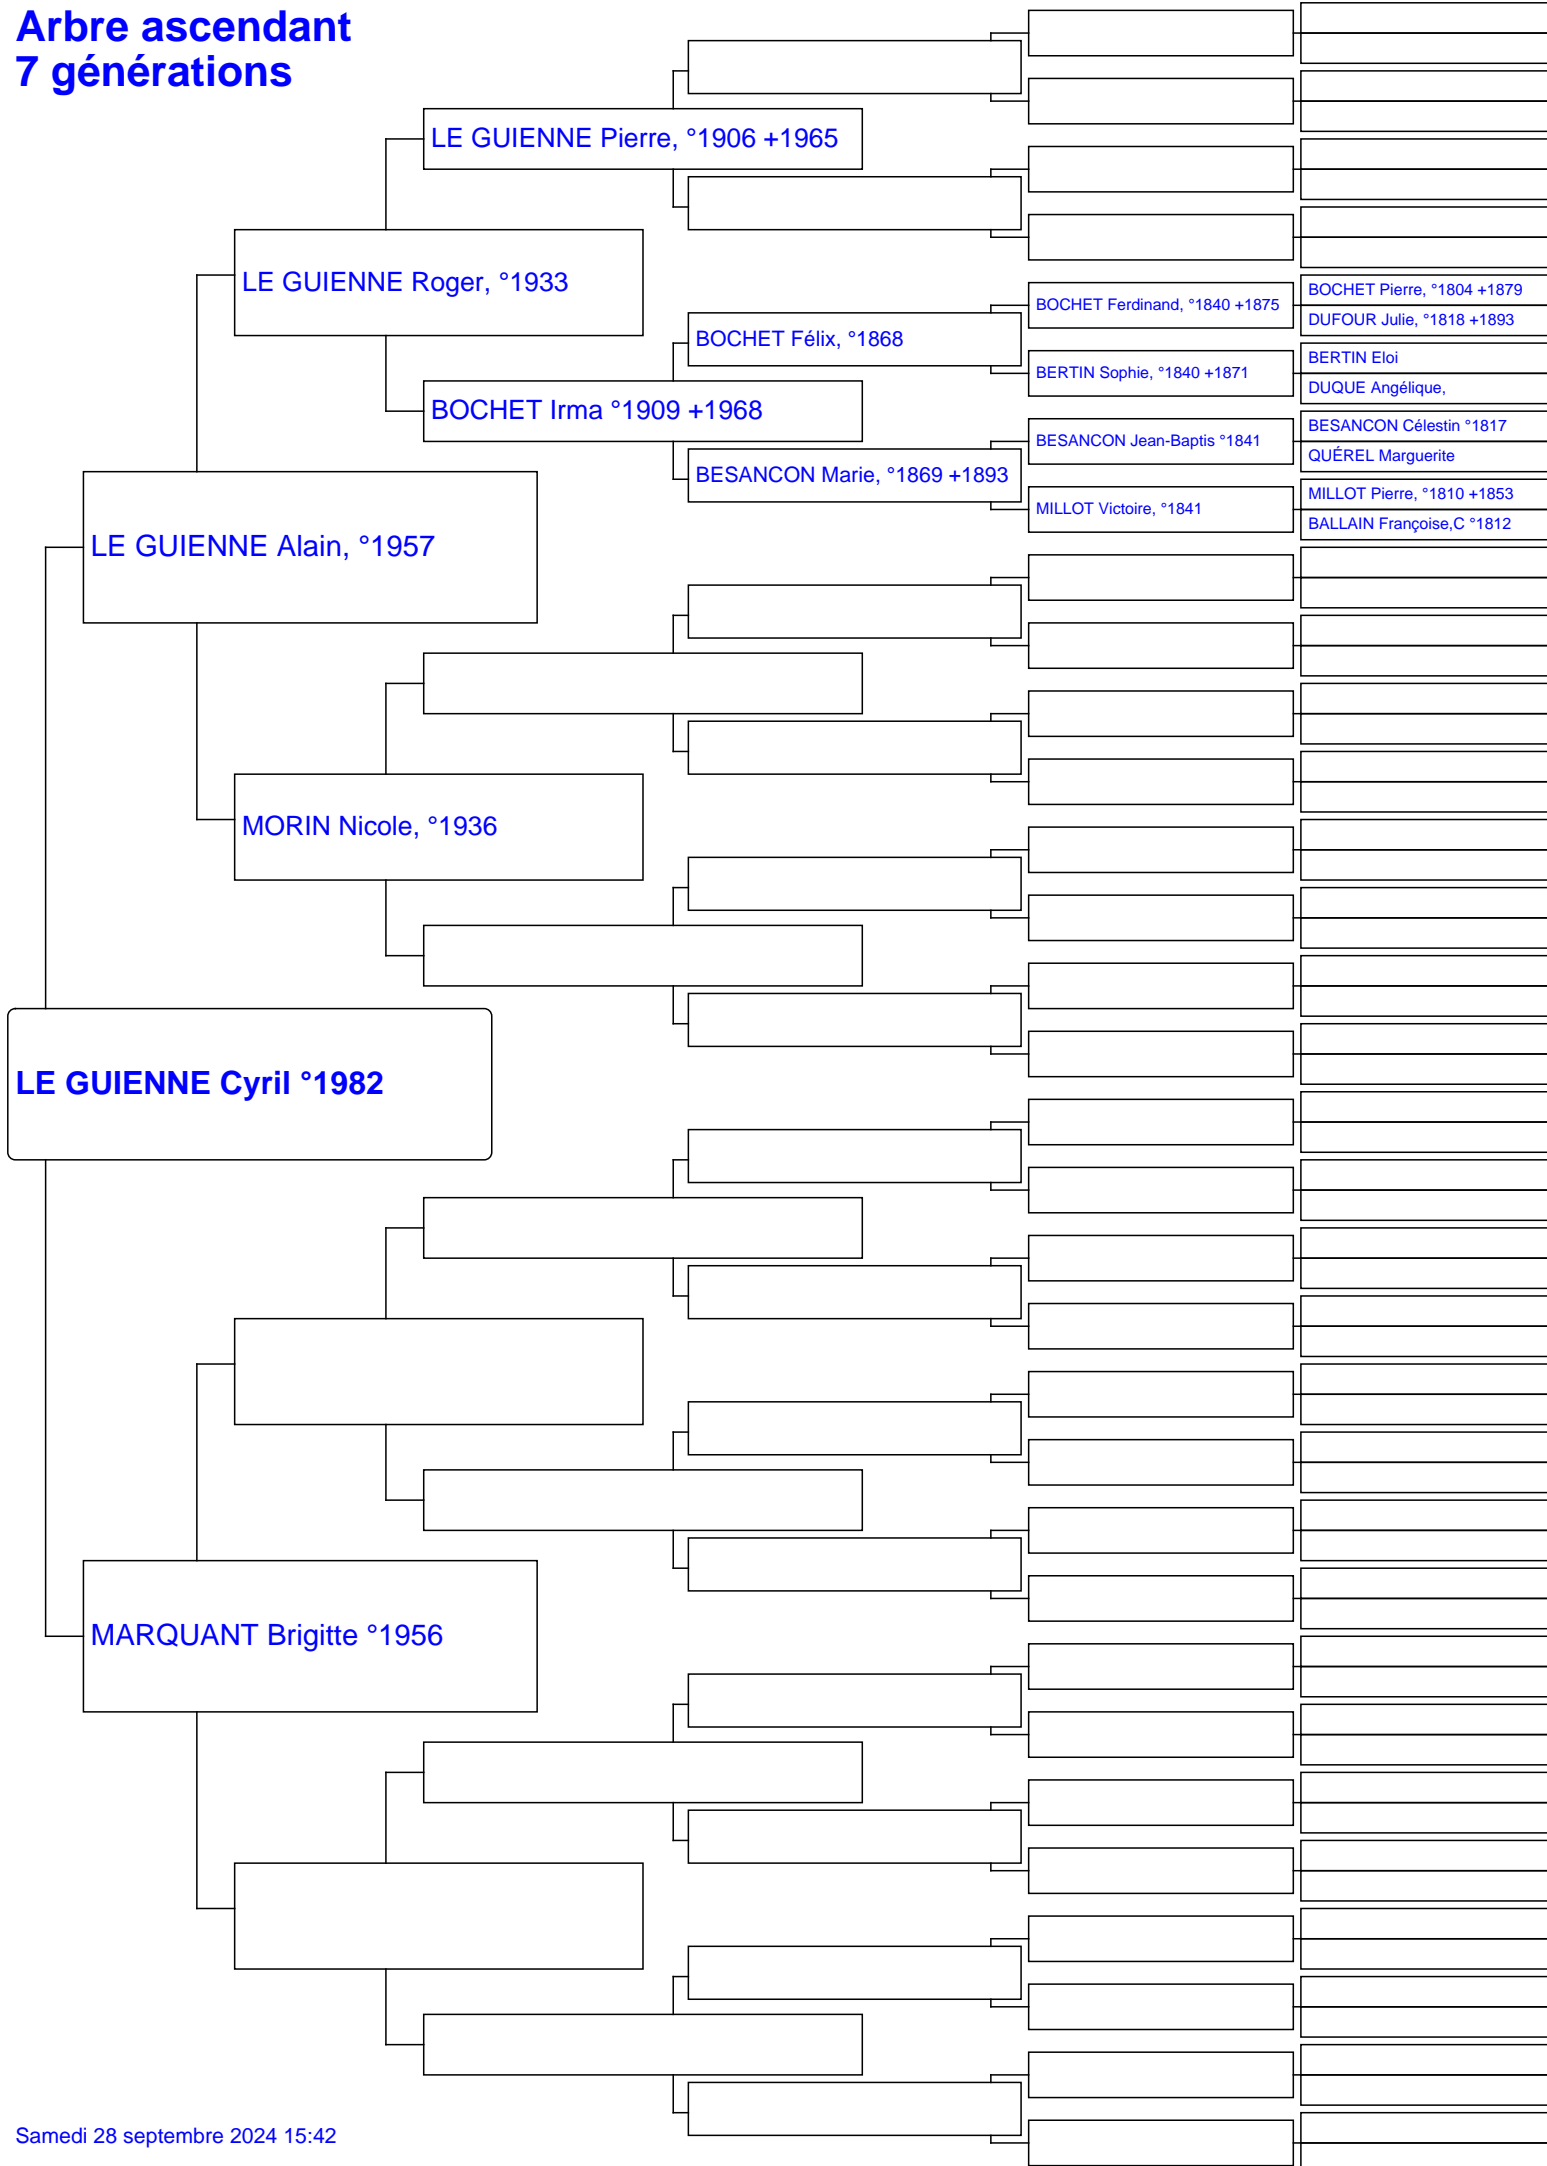 Arbre ascendant
7 générations
LE GUIENNE Pierre, °1906 +1965
LE GUIENNE Roger, °1933
BOCHET Pierre, °1804 +1879
BOCHET Ferdinand, °1840 +1875
DUFOUR Julie, °1818 +1893
BOCHET Félix, °1868
BERTIN Eloi
BERTIN Sophie, °1840 +1871
DUQUE Angélique,
BOCHET Irma °1909 +1968
BESANCON Célestin °1817
BESANCON Jean-Baptis °1841
QUÉREL Marguerite
BESANCON Marie, °1869 +1893
MILLOT Pierre, °1810 +1853
MILLOT Victoire, °1841
BALLAIN Françoise,C °1812
LE GUIENNE Alain, °1957
MORIN Nicole, °1936
LE GUIENNE Cyril °1982
MARQUANT Brigitte °1956
Samedi 28 septembre 2024 15:42